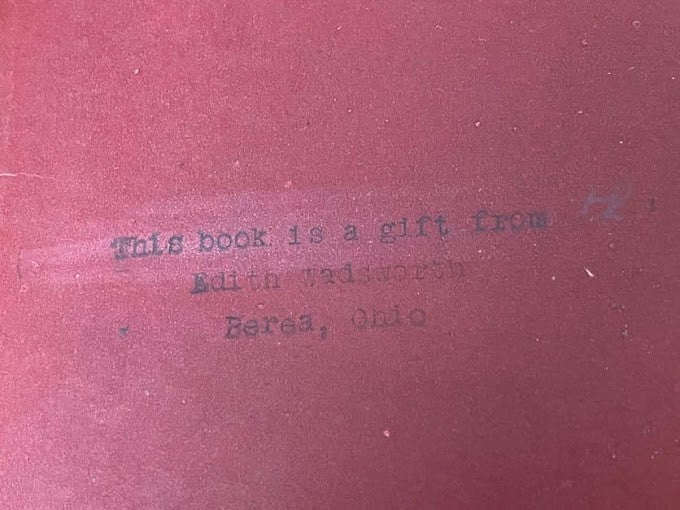 This book is a gift from
Edith Wadsworth
Berea, Ohio